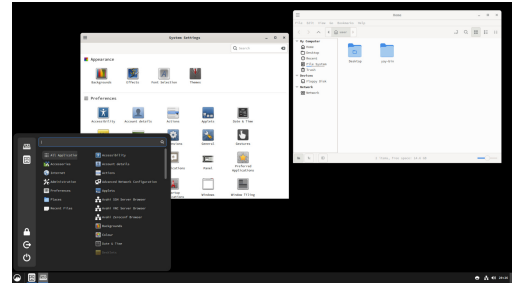 System Settings
Search
Appearance
Backgrounds
Effects
Font Selection
Themes
Preferences
Accessibility
Account details
Actions
Applets
Date & Time
General
Gestures
Panel
Preferred
Applications
Windows
Window Tiling
Home
File Edit View Go Bookmarks Help
My Computer
Home
Desktop
Recent
File System
Trash
Devices
Floppy Disk
Network
Network
Desktop
All Applications
Accessories
Internet
Administration
Preferences
Places
Recent Files
Accessibility
Account details
Actions
Advanced Network Configuration
Applets
Avahi SSH Server Browser
Avahi VNC Server Browser
Avahi Zeroconf Browser
Backgrounds
Colour
Date & Time